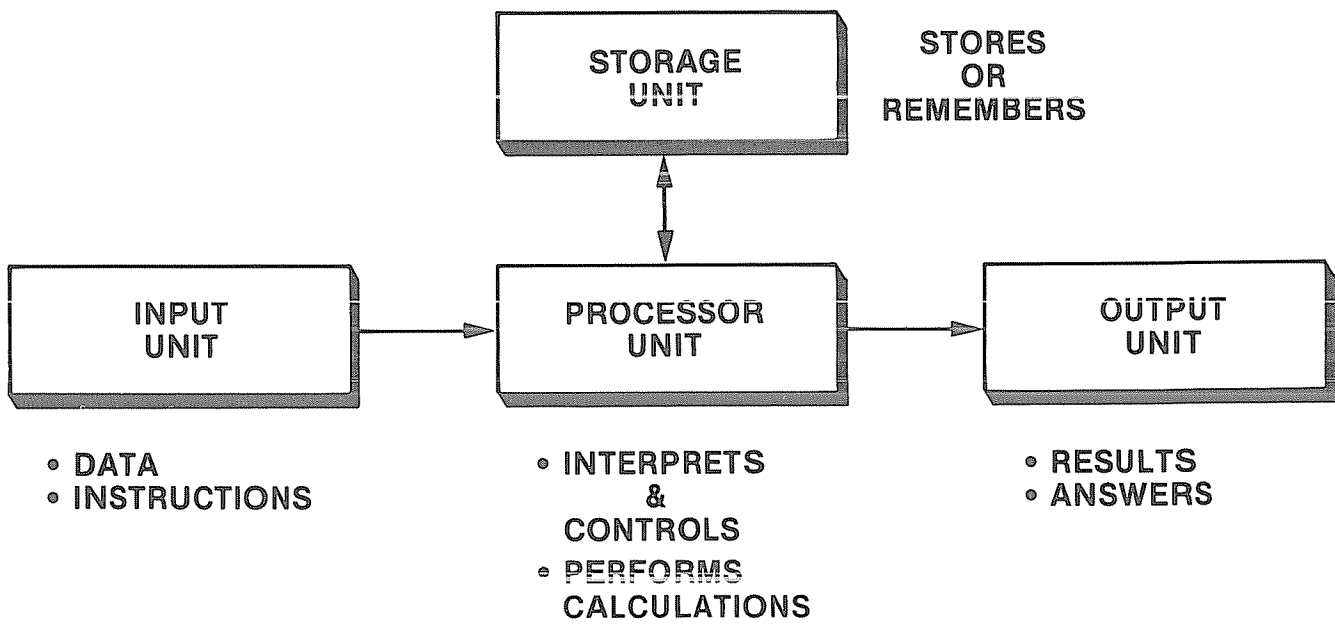 STORAGE
UNIT
STORES
OR
REMEMBERS
INPUT
UNIT
PROCESSOR
UNIT
OUTPUT
UNIT
• DATA
• INSTRUCTIONS
• INTERPRETS
&
CONTROLS
• PERFORMS
CALCULATIONS
• RESULTS
• ANSWERS